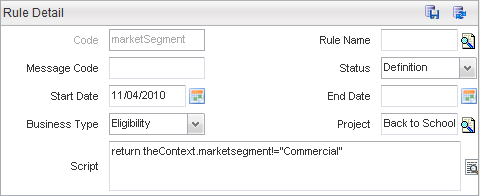 Rule Detail
Code marketSegment Rule Name
Message Code Status Definition
Start Date 11/04/2010 End Date
Business Type Eligibility Project Back to School
Script return theContext.marketsegment!="Commercial"